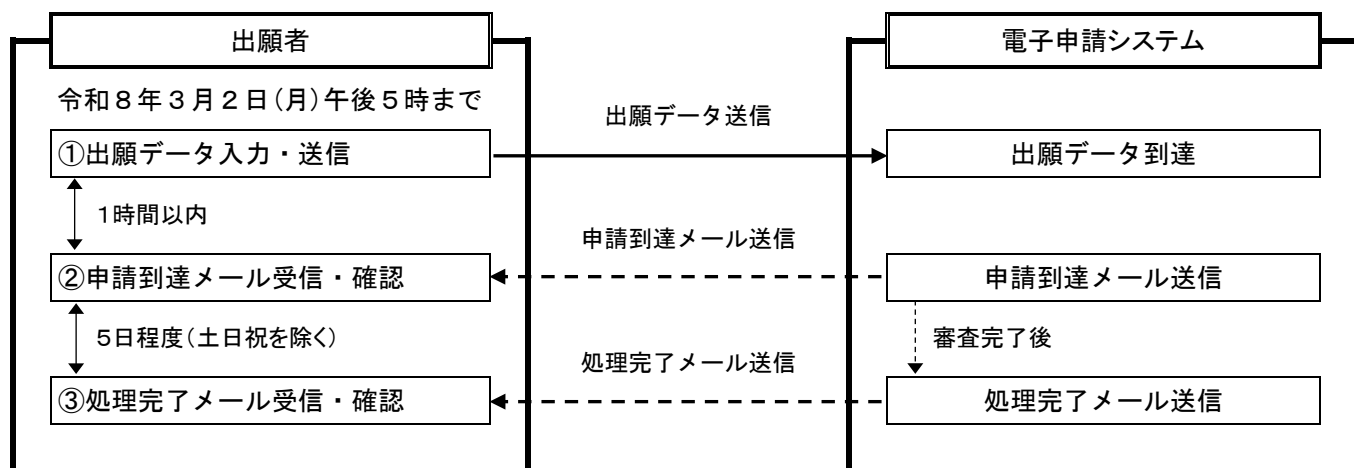 出願者
電子申請システム
令和８年３月２日(月)午後５時まで
出願データ送信
①出願データ入力・送信
出願データ到達
１時間以内
申請到達メール送信
②申請到達メール受信・確認
申請到達メール送信
５日程度(土日祝を除く)
審査完了後
処理完了メール送信
③処理完了メール受信・確認
処理完了メール送信